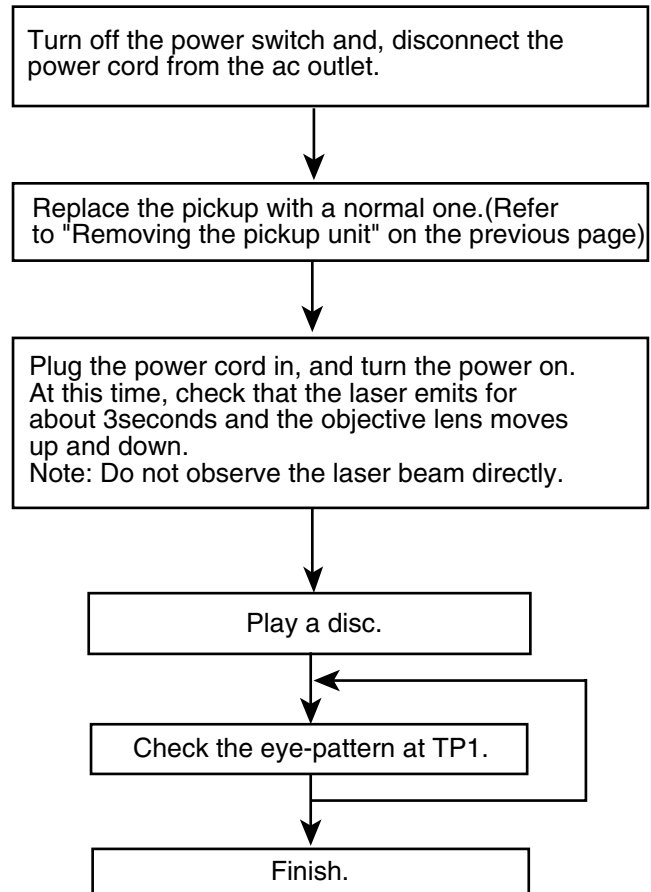 Turn off the power switch and, disconnect the
power cord from the ac outlet.
Replace the pickup with a normal one.(Refer
to "Removing the pickup unit" on the previous page)
Plug the power cord in, and turn the power on.
At this time, check that the laser emits for
about 3seconds and the objective lens moves
up and down.
Note: Do not observe the laser beam directly.
Play a disc.
Check the eye-pattern at TP1.
Finish.